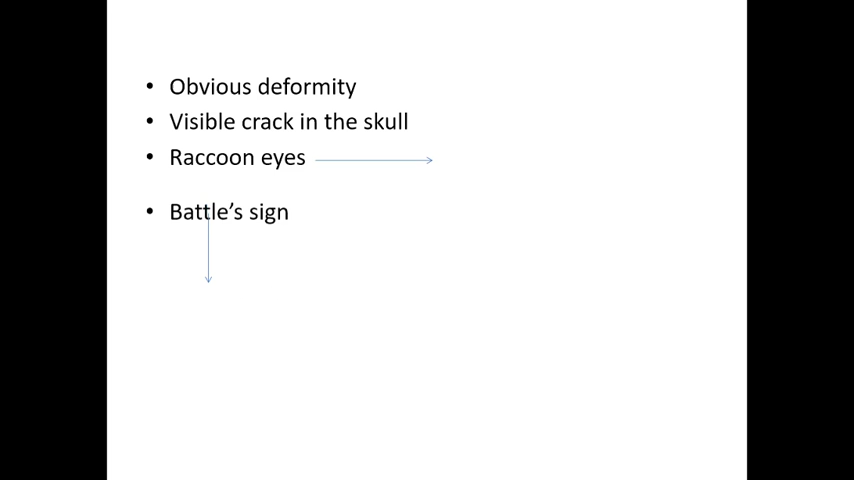 • Obvious deformity
• Visible crack in the skull
• Raccoon eyes
• Battle’s sign